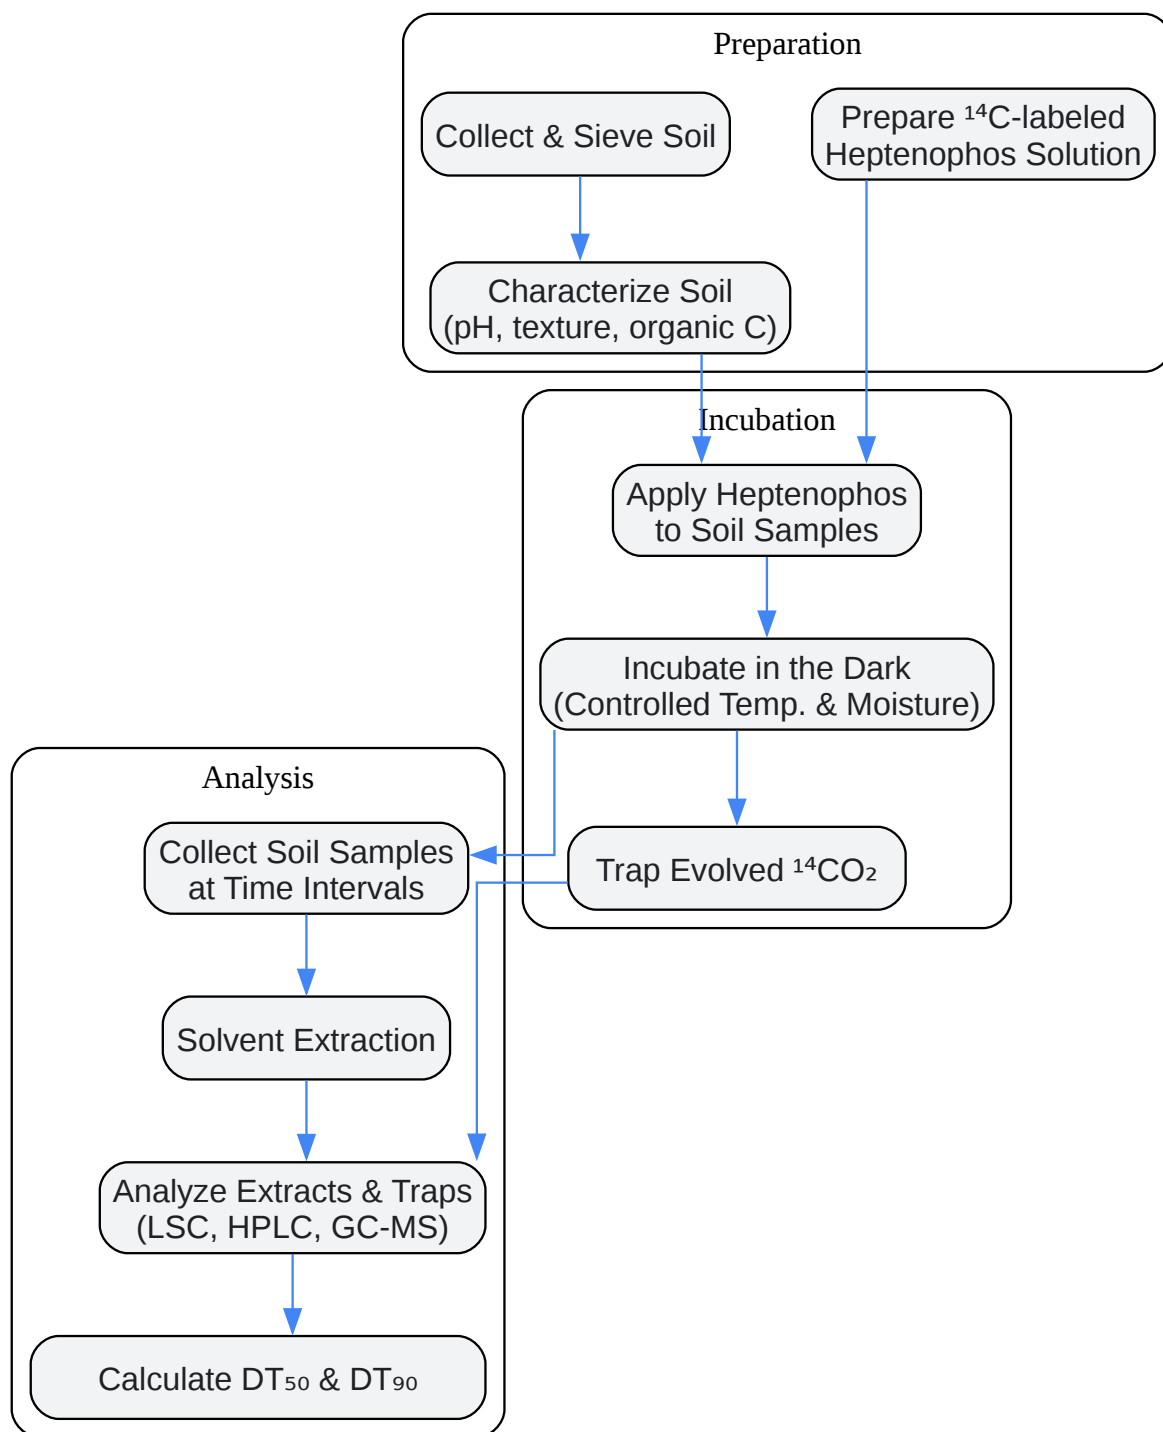 Preparation
Collect & Sieve Soil
Prepare ¹⁴C-labeled
Heptenophos Solution
Characterize Soil
(pH, texture, organic C)
Incubation
Apply Heptenophos
to Soil Samples
Incubate in the Dark
(Controlled Temp. & Moisture)
Trap Evolved ¹⁴CO₂
Analysis
Collect Soil Samples
at Time Intervals
Solvent Extraction
Analyze Extracts & Traps
(LSC, HPLC, GC-MS)
Calculate DT₅₀ & DT₉₀